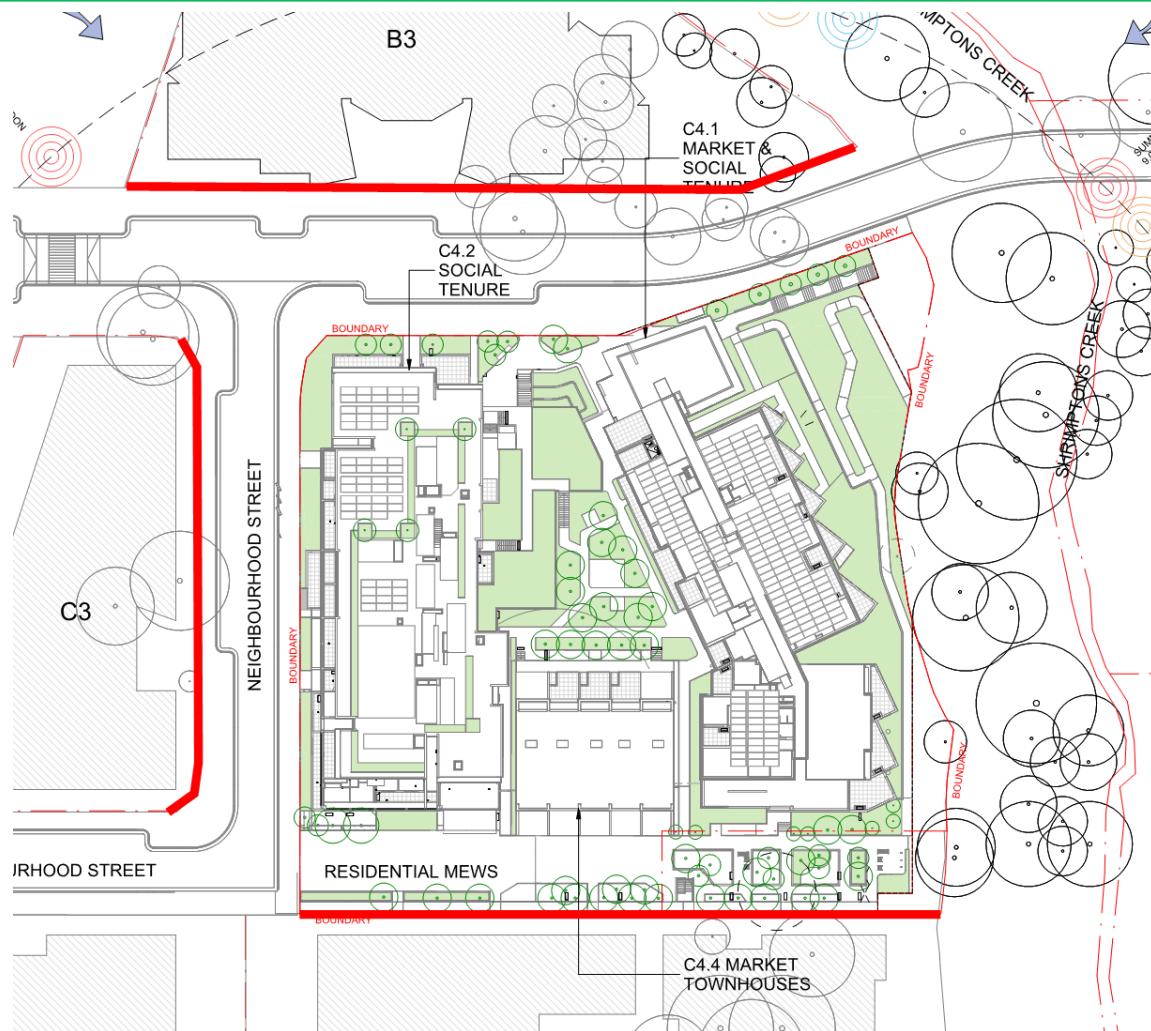 B3
SHRIMPTONS CREEK
C4.1
MARKET &
SOCIAL
TENURE
C4.2
SOCIAL
TENURE
BOUNDARY
BOUNDARY
BOUNDARY
SHRIMPTONS CREEK
NEIGHBOURHOOD STREET
C3
BOUNDARY
BOUNDARY
URHOOD STREET
RESIDENTIAL MEWS
BOUNDARY
C4.4 MARKET
TOWNHOUSES